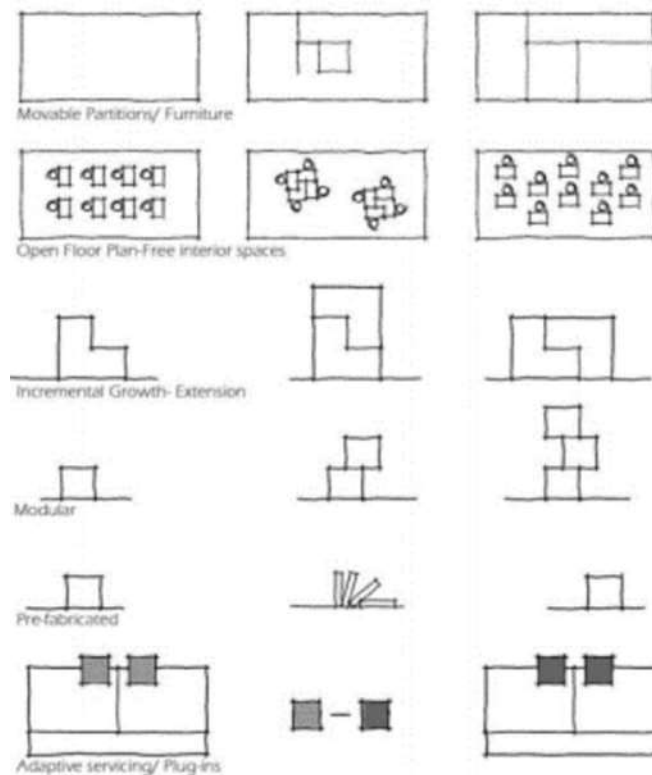 Movable Partitions/ Furniture
Open Floor Plan-Free interior spaces
Incremental Growth- Extension
Modular
Pre-fabricated
Adaptive servicing/ Plug-ins